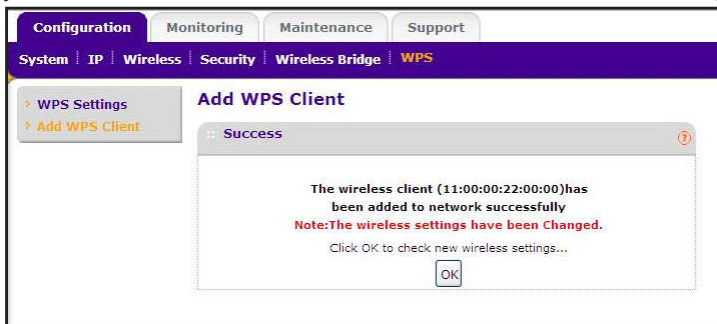 Configuration Monitoring Maintenance Support
System IP Wireless Security Wireless Bridge WPS
WPS Settings
Add WPS Client
Add WPS Client
Success
?
The wireless client (11:00:00:22:00:00)has
been added to network successfully
Note:The wireless settings have been Changed.
Click OK to check new wireless settings...
OK